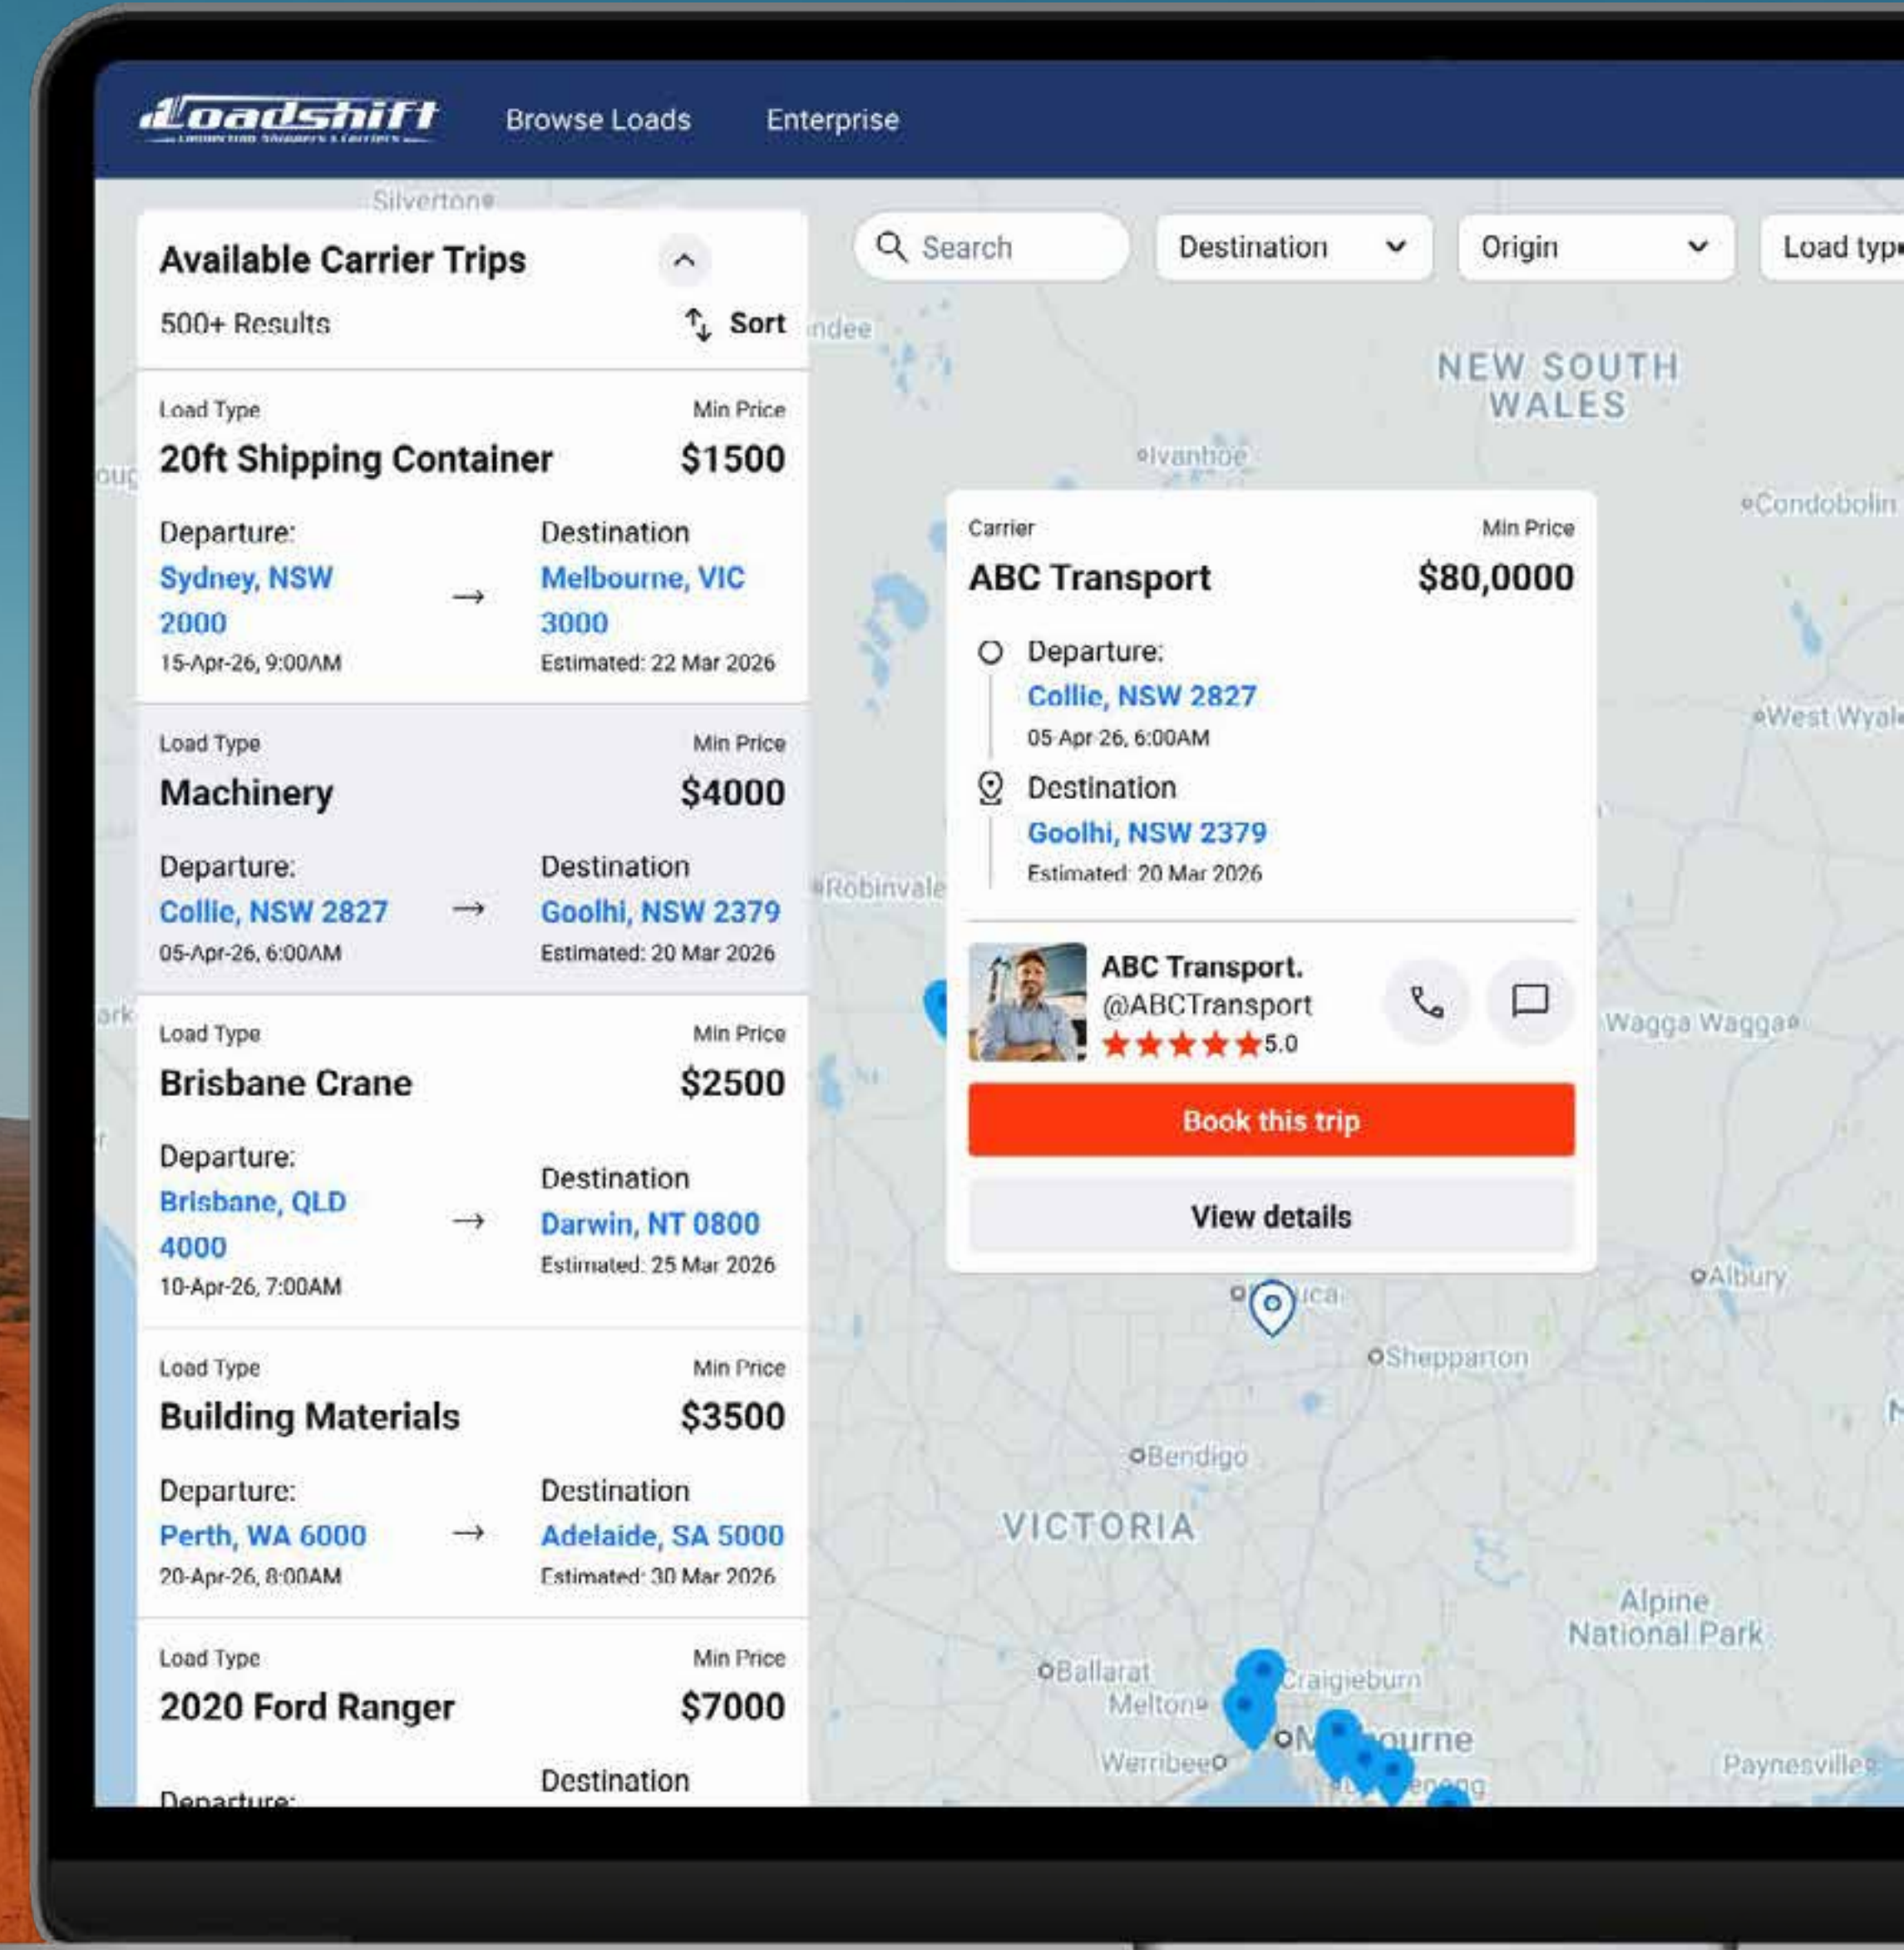 Loadshift
CONNECTING Shippers & Carriers
Browse Loads
Enterprise
Silverton
Available Carrier Trips
500+ Results
Sort
Search
Destination
Origin
Load type
Load Type
Min Price
20ft Shipping Container
$1500
Departure:
Sydney, NSW
2000
15-Apr-26, 9:00AM
Destination
Melbourne, VIC
3000
Estimated: 22 Mar 2026
Load Type
Min Price
Machinery
$4000
Departure:
Collie, NSW 2827
05-Apr-26, 6:00AM
Destination
Goolhi, NSW 2379
Estimated: 20 Mar 2026
Load Type
Min Price
Brisbane Crane
$2500
Departure:
Brisbane, QLD
4000
10-Apr-26, 7:00AM
Destination
Darwin, NT 0800
Estimated: 25 Mar 2026
Load Type
Min Price
Building Materials
$3500
Departure:
Perth, WA 6000
20-Apr-26, 8:00AM
Destination
Adelaide, SA 5000
Estimated: 30 Mar 2026
Load Type
Min Price
2020 Ford Ranger
$7000
Departure:
Destination
ndee
NEW SOUTH
WALES
Ivanhoe
Condobolin
Carrier
Min Price
ABC Transport
$80,0000
Departure:
Collie, NSW 2827
05-Apr-26, 6:00AM
Destination
Goolhi, NSW 2379
Estimated: 20 Mar 2026
ABC Transport.
@ABCTransport
5.0
Book this trip
View details
West Wyal
Robinvale
Wagga Wagga
Albury
uca
Shepparton
Bendigo
VICTORIA
Alpine
National Park
Ballarat
Craigieburn
Melton
ourne
Werribee
enong
Paynesville